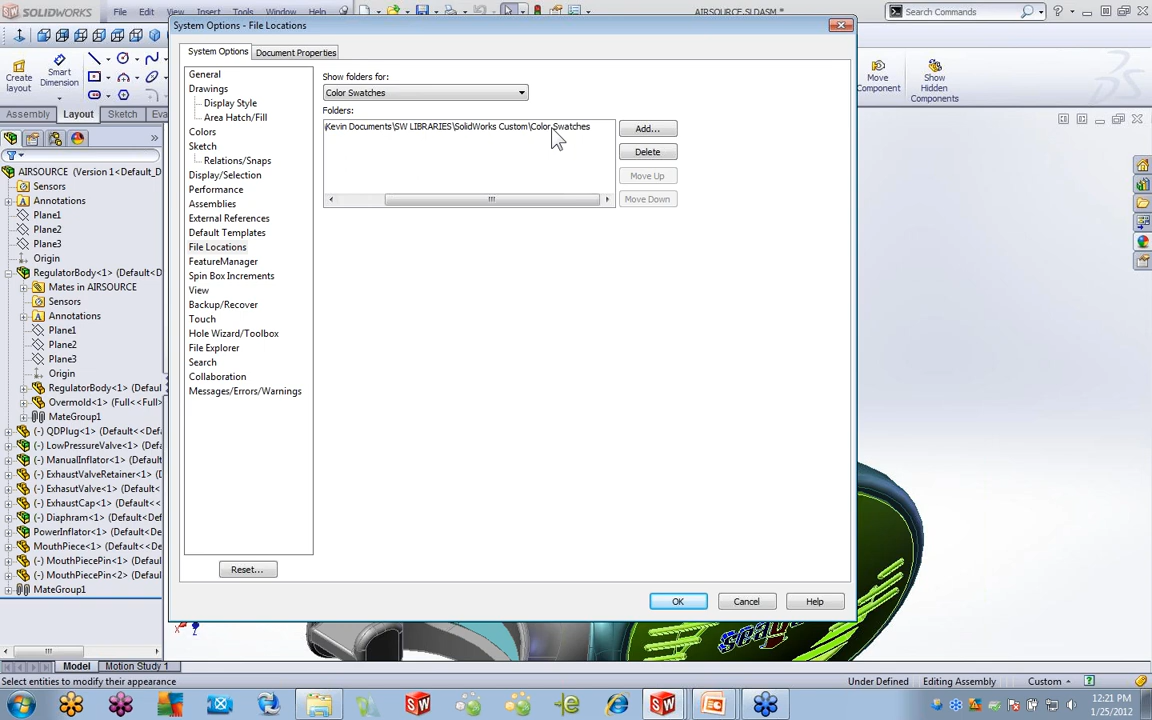 SOLIDWORKS
File Edit View Insert Tools Window Help
AIRSOURCE.SLDASM *
Search Commands
System Options - File Locations
System Options Document Properties
Create layout
Smart Dimension
Move Component
Show Hidden Components
Assembly Layout Sketch Eva
AIRSOURCE (Version 1<Default_D
Sensors
Annotations
Plane1
Plane2
Plane3
Origin
RegulatorBody<1> (Default<D
Mates in AIRSOURCE
Sensors
Annotations
Plane1
Plane2
Plane3
Origin
RegulatorBody<1> (Defaul
Overmold<1> (Full<<Full>
MateGroup1
(-) QDPlug<1> (Default<<Def
(-) LowPressureValve<1> (Def
(-) ManualInflator<1> (Defaul
(-) ExhaustValveRetainer<1> (
(-) ExhasutValve<1> (Default<
(-) ExhaustCap<1> (Default<<
(-) Diaphram<1> (Default<<D
PowerInflator<1> (Default<De
MouthPiece<1> (Default<Def
(-) MouthPiecePin<1> (Defaul
(-) MouthPiecePin<2> (Defaul
MateGroup1
General
Drawings
Display Style
Area Hatch/Fill
Colors
Sketch
Relations/Snaps
Display/Selection
Performance
Assemblies
External References
Default Templates
File Locations
FeatureManager
Spin Box Increments
View
Backup/Recover
Touch
Hole Wizard/Toolbox
File Explorer
Search
Collaboration
Messages/Errors/Warnings
Reset...
Show folders for:
Color Swatches
Folders:
Kevin Documents\SW LIBRARIES\SolidWorks Custom\Color Swatches
Add...
Delete
Move Up
Move Down
OK Cancel Help
Model Motion Study 1
Select entities to modify their appearance
Under Defined Editing Assembly Custom
12:21 PM
1/25/2012